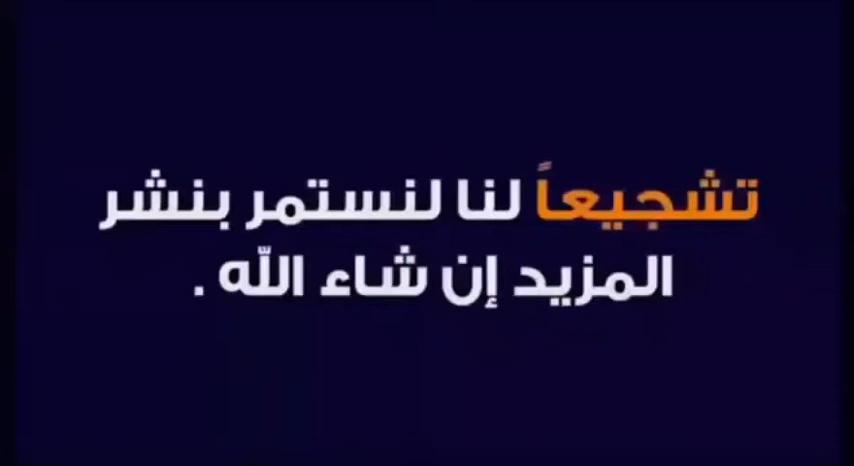 تشجيعاً لنا لنستمر بنشر
المزيد إن شاء الله .